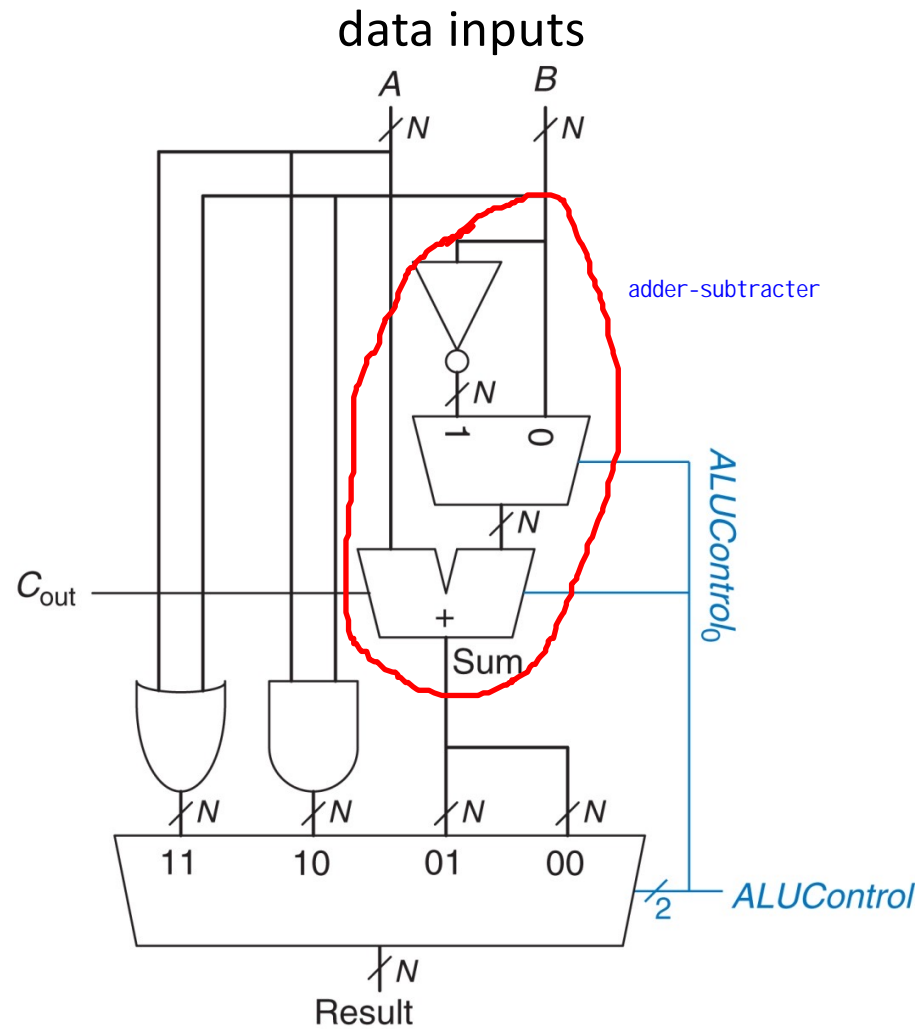 data inputs
A
B
N
N
adder-subtracter
N
1
0
N
ALUControl0
Cout
+
Sum
N
N
N
N
11
10
01
00
2
ALUControl
N
Result